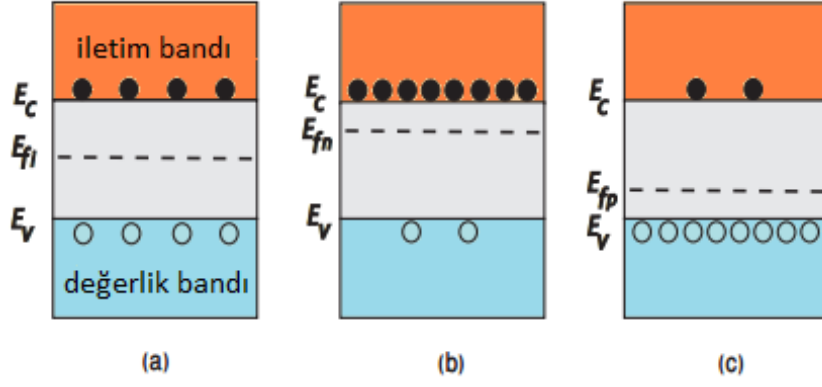 iletim bandı
E_C
E_fi
E_V
değerlik bandı
(a)
E_C
E_fn
E_V
(b)
E_C
E_fp
E_V
(c)